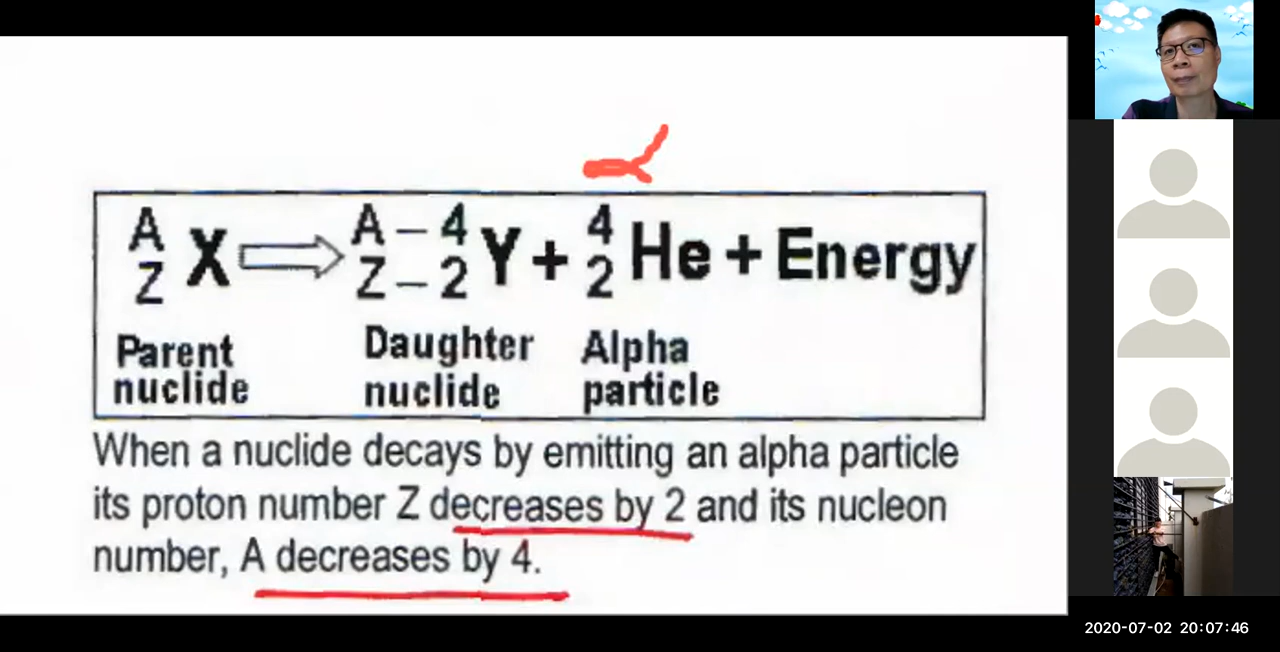 α
A A – 4 4
Z X ⇒ Z – 2 Y + 2 He + Energy
Parent Daughter Alpha
nuclide nuclide particle
When a nuclide decays by emitting an alpha particle
its proton number Z decreases by 2 and its nucleon
number, A decreases by 4.
2020-07-02 20:07:46